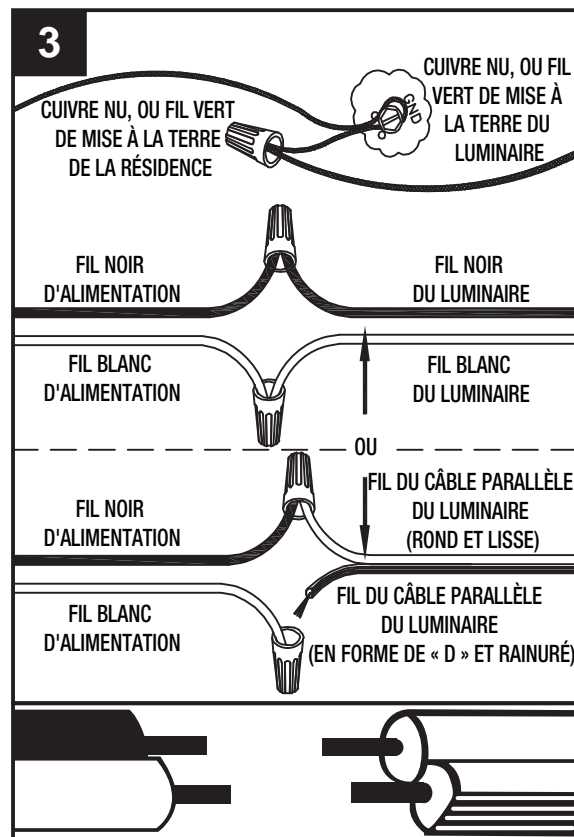 3
CUIVRE NU, OU FIL VERT
DE MISE À LA TERRE
DE LA RÉSIDENCE
GND
CUIVRE NU, OU FIL
VERT DE MISE À
LA TERRE DU
LUMINAIRE
FIL NOIR
D'ALIMENTATION
FIL NOIR
DU LUMINAIRE
FIL BLANC
D'ALIMENTATION
FIL BLANC
DU LUMINAIRE
OU
FIL NOIR
D'ALIMENTATION
FIL DU CÂBLE PARALLÈLE
DU LUMINAIRE
(ROND ET LISSE)
FIL BLANC
D'ALIMENTATION
FIL DU CÂBLE PARALLÈLE
DU LUMINAIRE
(EN FORME DE « D » ET RAINURÉ)